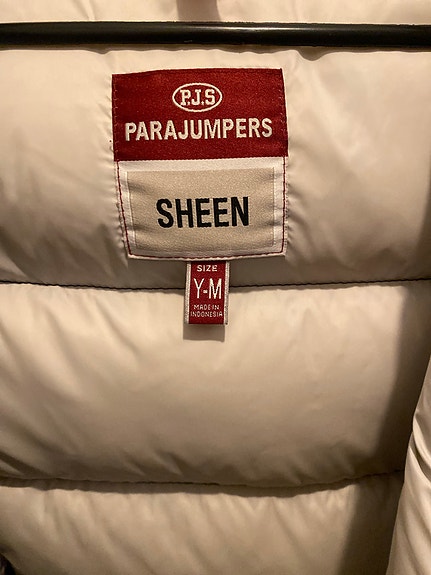 P.J.S
PARAJUMPERS
SHEEN
SIZE
Y-M
MADE IN
INDONESIA